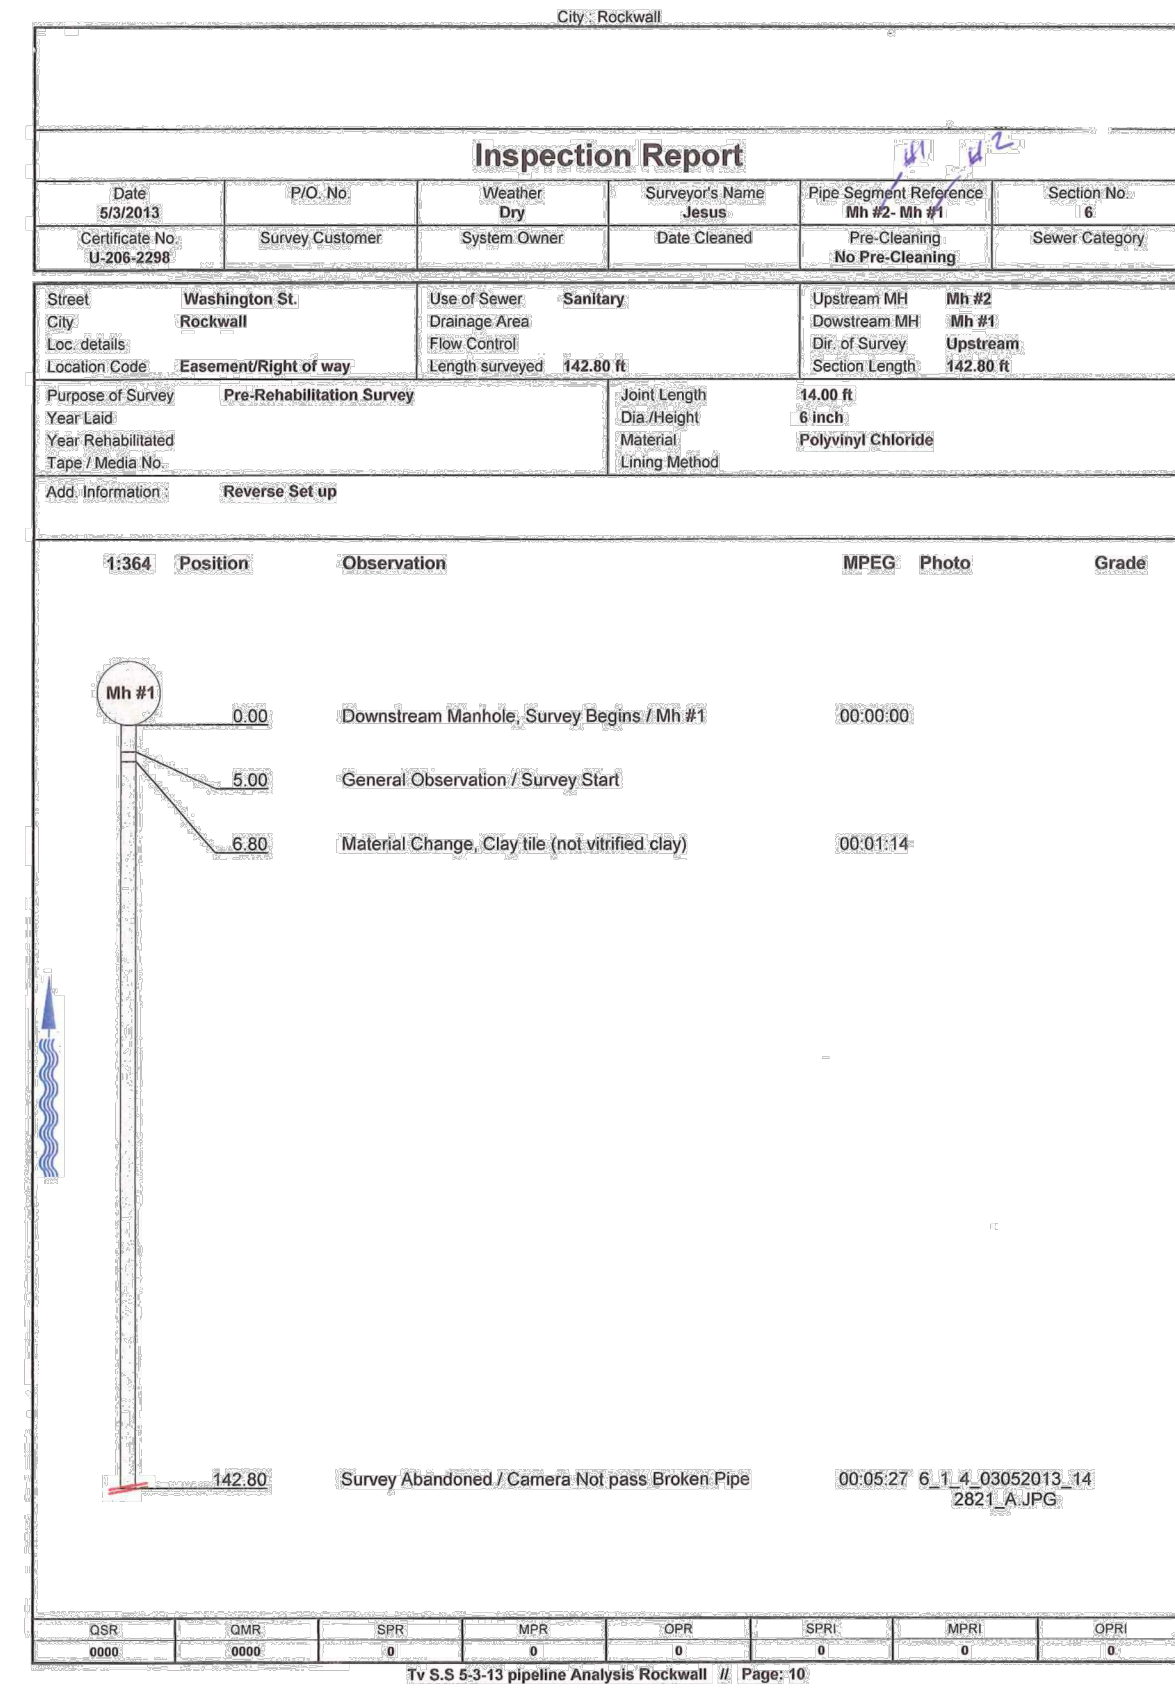 City : Rockwall
Inspection Report
#1 #2
Date P/O. No. Weather Surveyor's Name Pipe Segment Reference Section No.
5/3/2013 Dry Jesus Mh #2- Mh #1 6
Certificate No. Survey Customer System Owner Date Cleaned Pre-Cleaning Sewer Category
U-206-2298 No Pre-Cleaning
Street Washington St. Use of Sewer Sanitary Upstream MH Mh #2
City Rockwall Drainage Area Dowstream MH Mh #1
Loc. details Flow Control Dir. of Survey Upstream
Location Code Easement/Right of way Length surveyed 142.80 ft Section Length 142.80 ft
Purpose of Survey Pre-Rehabilitation Survey Joint Length 14.00 ft
Year Laid Dia./Height 6 inch
Year Rehabilitated Material Polyvinyl Chloride
Tape / Media No. Lining Method
Add. Information : Reverse Set up
1:364 Position Observation MPEG Photo Grade
Mh #1
0.00 Downstream Manhole, Survey Begins / Mh #1 00:00:00
5.00 General Observation / Survey Start
6.80 Material Change, Clay tile (not vitrified clay) 00:01:14
142.80 Survey Abandoned / Camera Not pass Broken Pipe 00:05:27 6_1_4_03052013_14
2821_A.JPG
QSR QMR SPR MPR OPR SPRI MPRI OPRI
0000 0000 0 0 0 0 0 0
Tv S.S 5-3-13 pipeline Analysis Rockwall // Page: 10